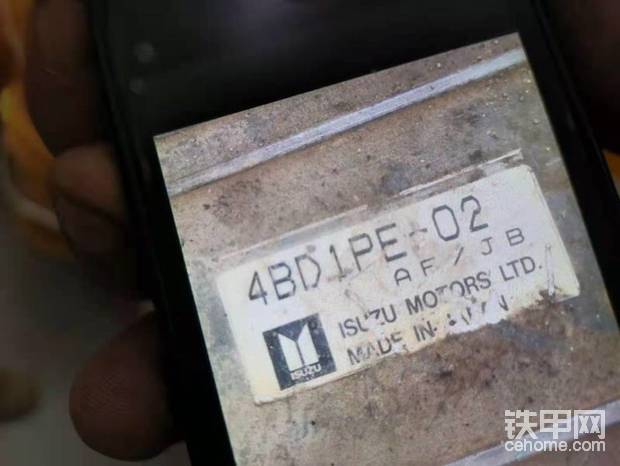 4BD1PE-02
AF/JB
ISUZU MOTORS LTD.
MADE IN
ISUZU
铁甲网
cehome.com